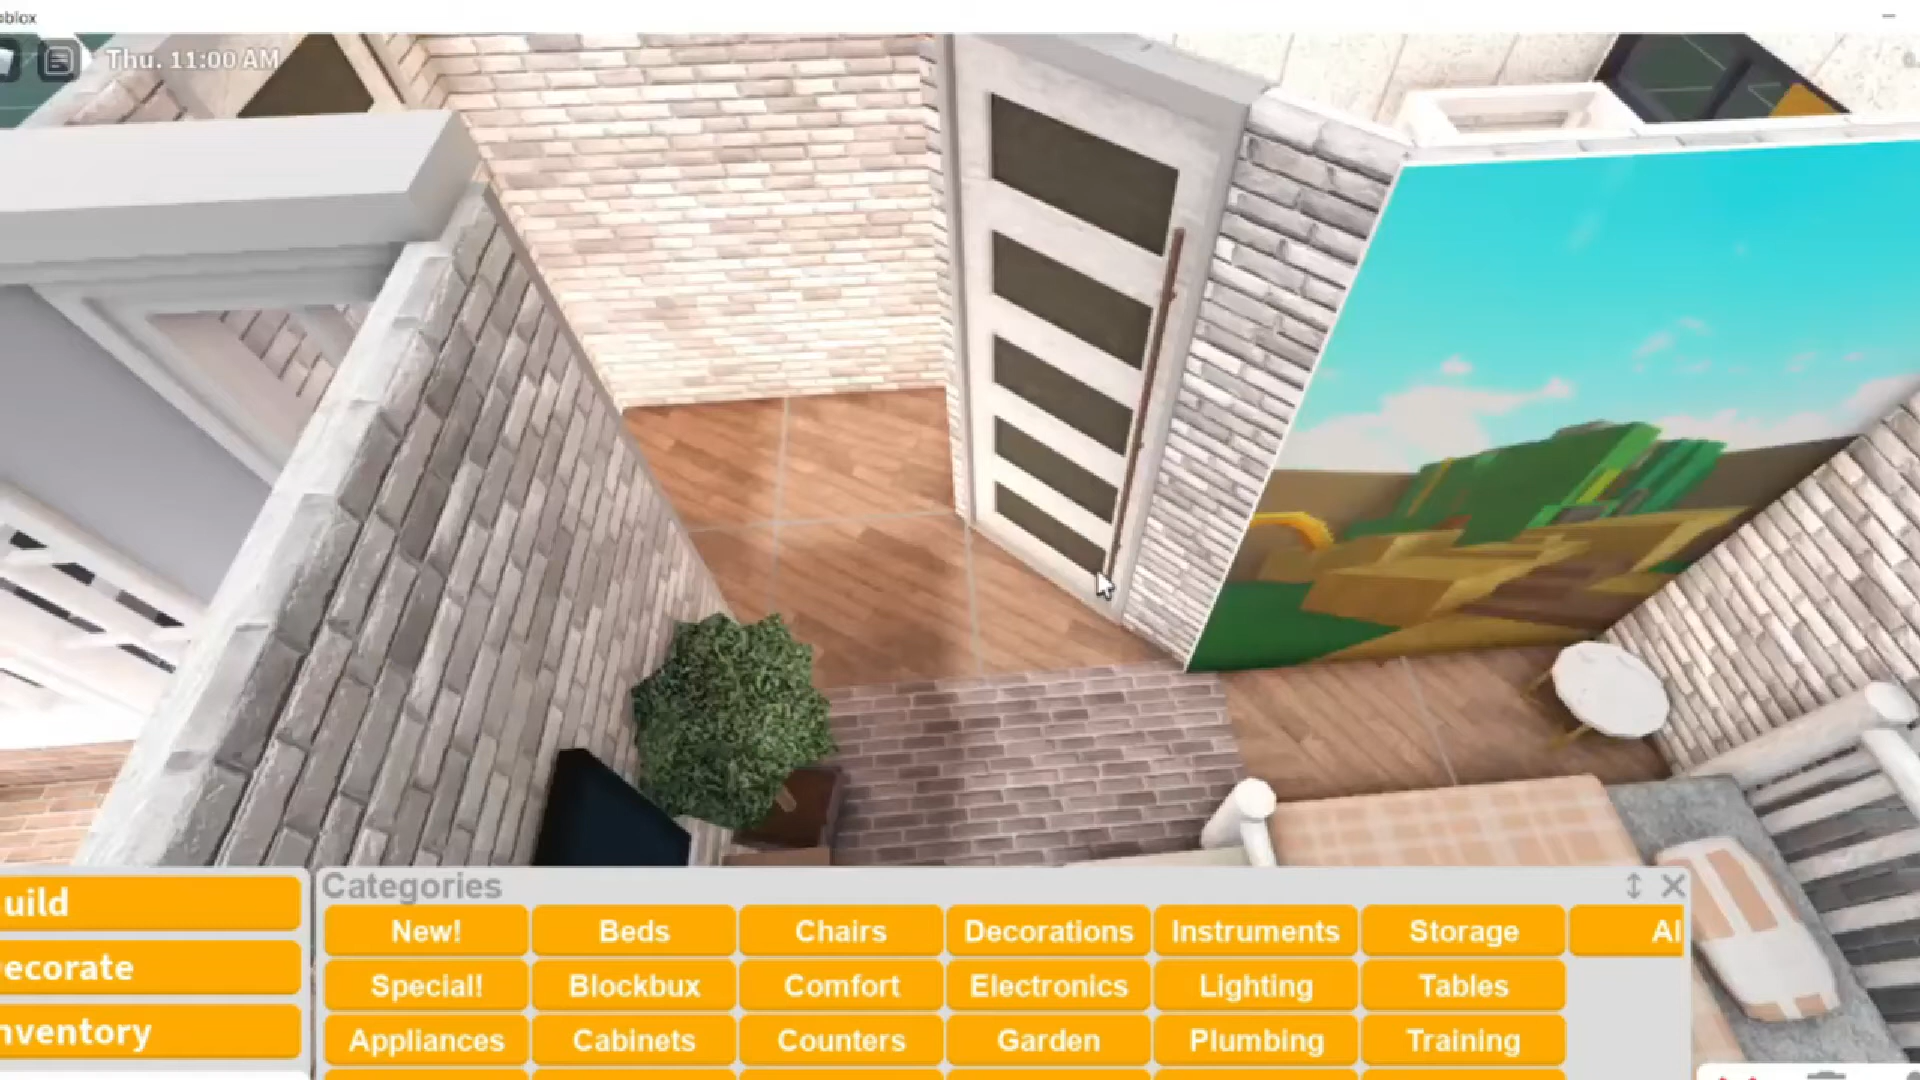 oblox
Thu. 11:00 AM
uild
ecorate
nventory
Categories
New! Beds Chairs Decorations Instruments Storage Al
Special! Blockbux Comfort Electronics Lighting Tables
Appliances Cabinets Counters Garden Plumbing Training